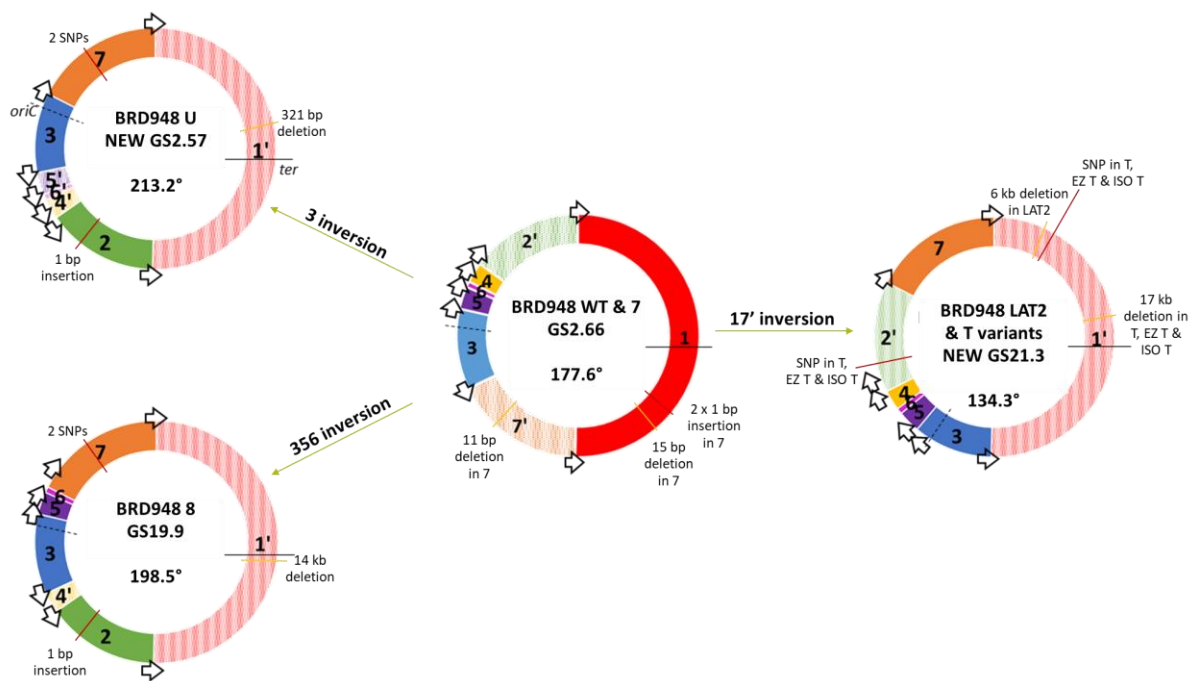 2 SNPs
7
oriC
BRD948 U
NEW GS2.57
213.2°
321 bp
deletion
1'
ter
3
5'
6'
4'
2
1 bp
insertion
3 inversion
2'
4
6
5
3
7'
1
BRD948 WT & 7
GS2.66
177.6°
11 bp
deletion
in 7
15 bp
deletion
in 7
2 x 1 bp
insertion
in 7
17’ inversion
356 inversion
SNP in T,
EZ T & ISO T
6 kb deletion
in LAT2
7
2'
4
6
5
3
1'
BRD948 LAT2
& T variants
NEW GS21.3
134.3°
17 kb
deletion in
T, EZ T &
ISO T
SNP in T,
EZ T & ISO T
2 SNPs
7
6
5
3
4'
2
1'
BRD948 8
GS19.9
198.5°
14 kb
deletion
1 bp
insertion